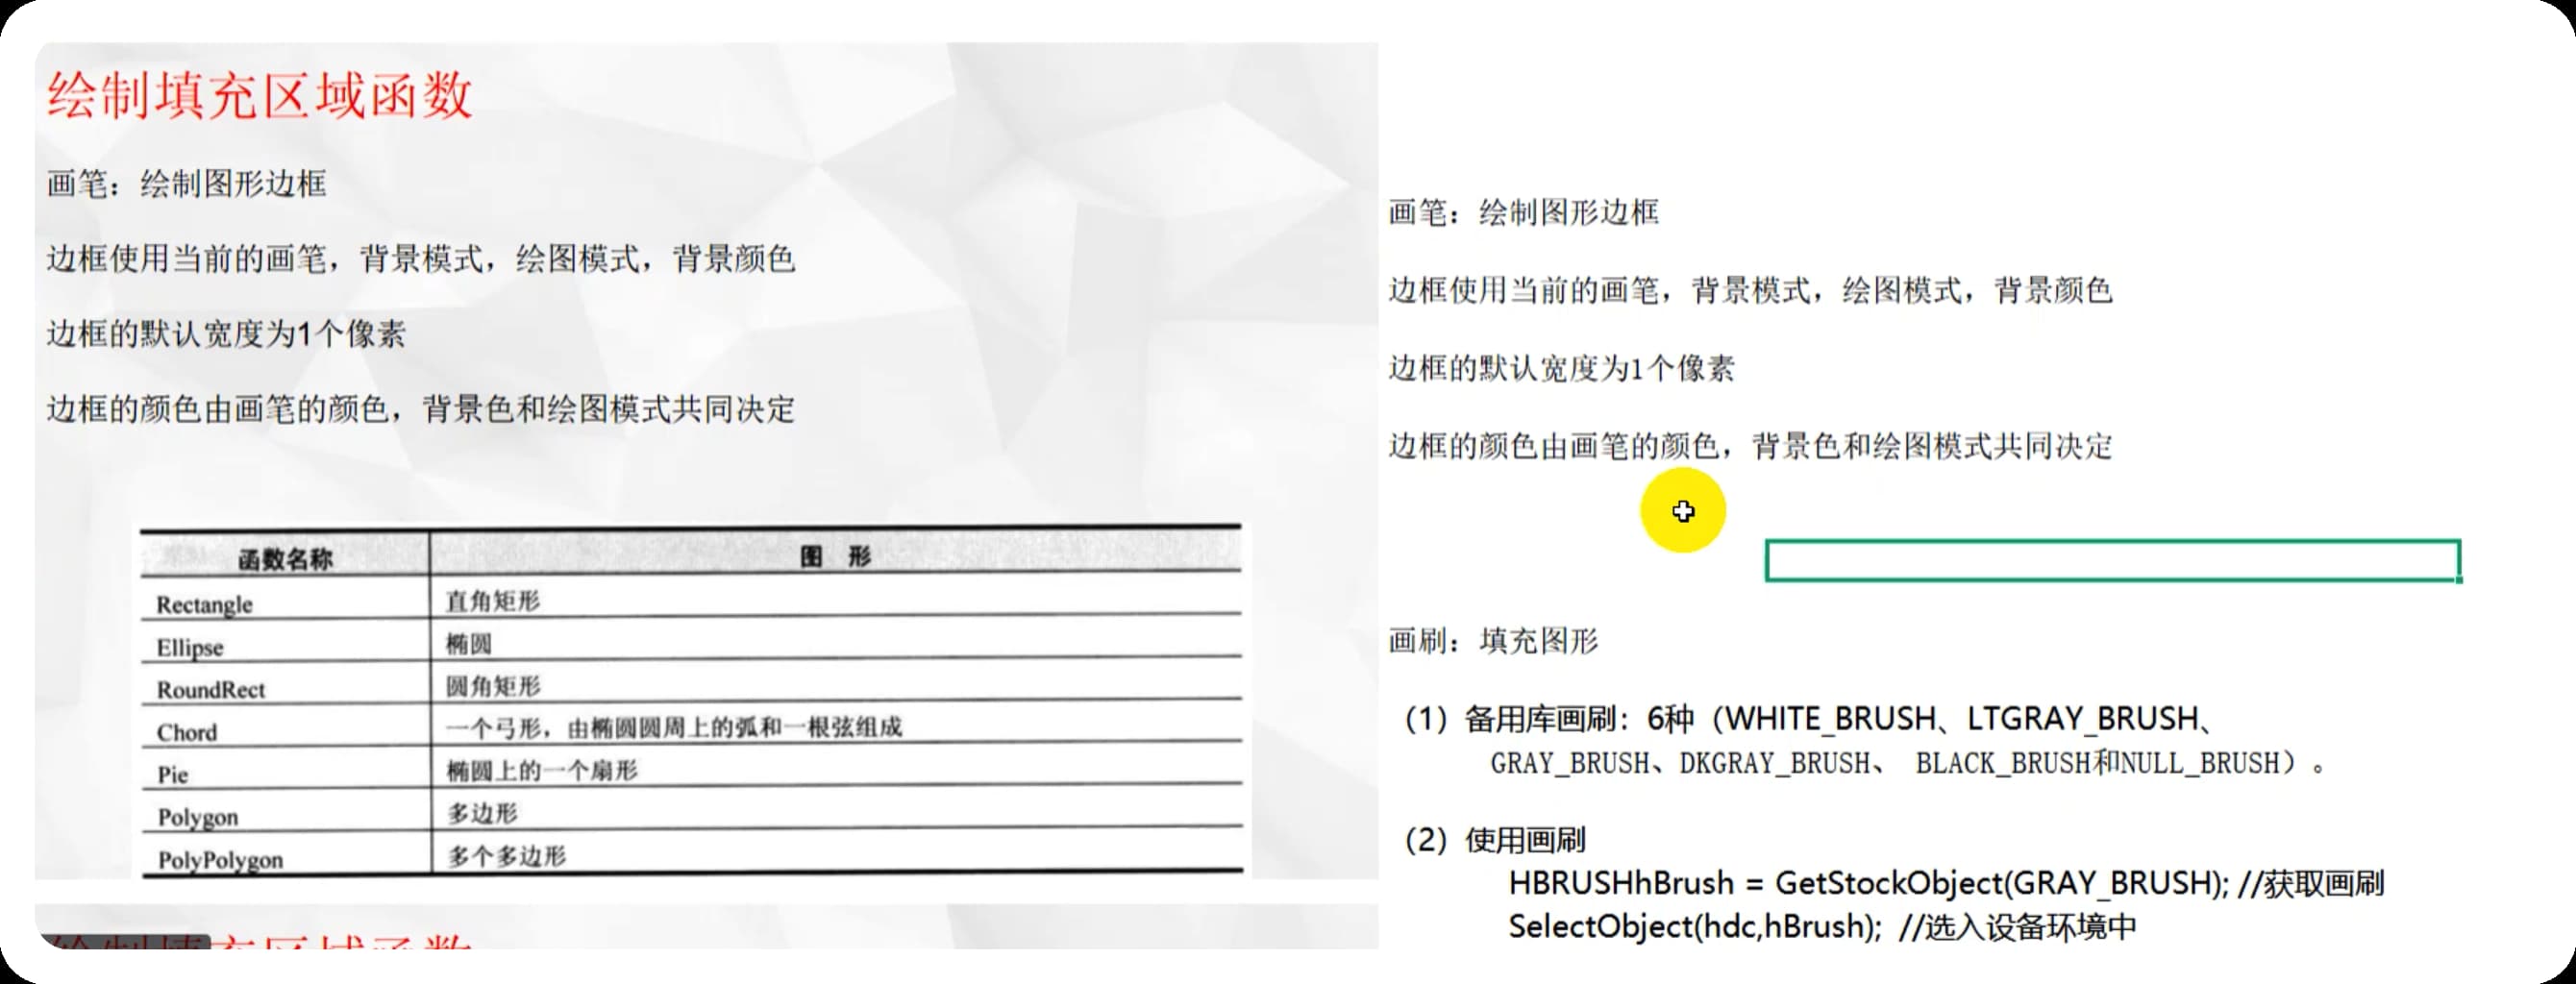 绘制填充区域函数
画笔：绘制图形边框
边框使用当前的画笔，背景模式，绘图模式，背景颜色
边框的默认宽度为1个像素
边框的颜色由画笔的颜色，背景色和绘图模式共同决定
函数名称 图 形
Rectangle 直角矩形
Ellipse 椭圆
RoundRect 圆角矩形
Chord 一个弓形，由椭圆圆周上的弧和一根弦组成
Pie 椭圆上的一个扇形
Polygon 多边形
PolyPolygon 多个多边形
画笔：绘制图形边框
边框使用当前的画笔，背景模式，绘图模式，背景颜色
边框的默认宽度为1个像素
边框的颜色由画笔的颜色，背景色和绘图模式共同决定
画刷：填充图形
（1）备用库画刷：6种（WHITE_BRUSH、LTGRAY_BRUSH、
GRAY_BRUSH、DKGRAY_BRUSH、 BLACK_BRUSH和NULL_BRUSH）。
（2）使用画刷
HBRUSHhBrush = GetStockObject(GRAY_BRUSH); //获取画刷
SelectObject(hdc,hBrush); //选入设备环境中